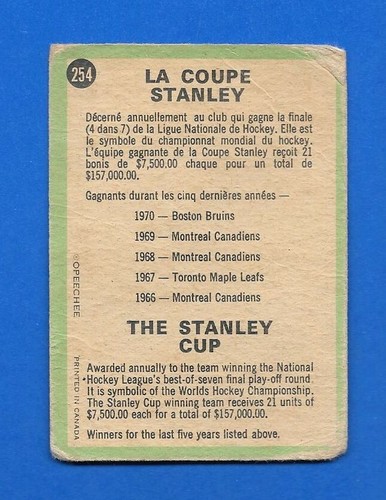 254
LA COUPE
STANLEY
Décerné annuellement au club qui gagne la finale
(4 dans 7) de la Ligue Nationale de Hockey. Elle est
le symbole du championnat mondial du hockey.
L'équipe gagnante de la Coupe Stanley reçoit 21
bonis de $7,500.00 chaque pour un total de
$157,000.00.
Gagnants durant les cinq dernières années —
1970 — Boston Bruins
1969 — Montreal Canadiens
1968 — Montreal Canadiens
1967 — Toronto Maple Leafs
1966 — Montreal Canadiens
THE STANLEY
CUP
Awarded annually to the team winning the National
Hockey League's best-of-seven final play-off round.
It is symbolic of the Worlds Hockey Championship.
The Stanley Cup winning team receives 21 units of
$7,500.00 each for a total of $157,000.00.
Winners for the last five years listed above.
©OPEECHEE
PRINTED IN CANADA